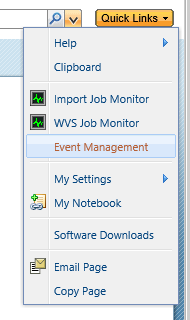 Quick Links
Help
Clipboard
Import Job Monitor
WVS Job Monitor
Event Management
My Settings
My Notebook
Software Downloads
Email Page
Copy Page